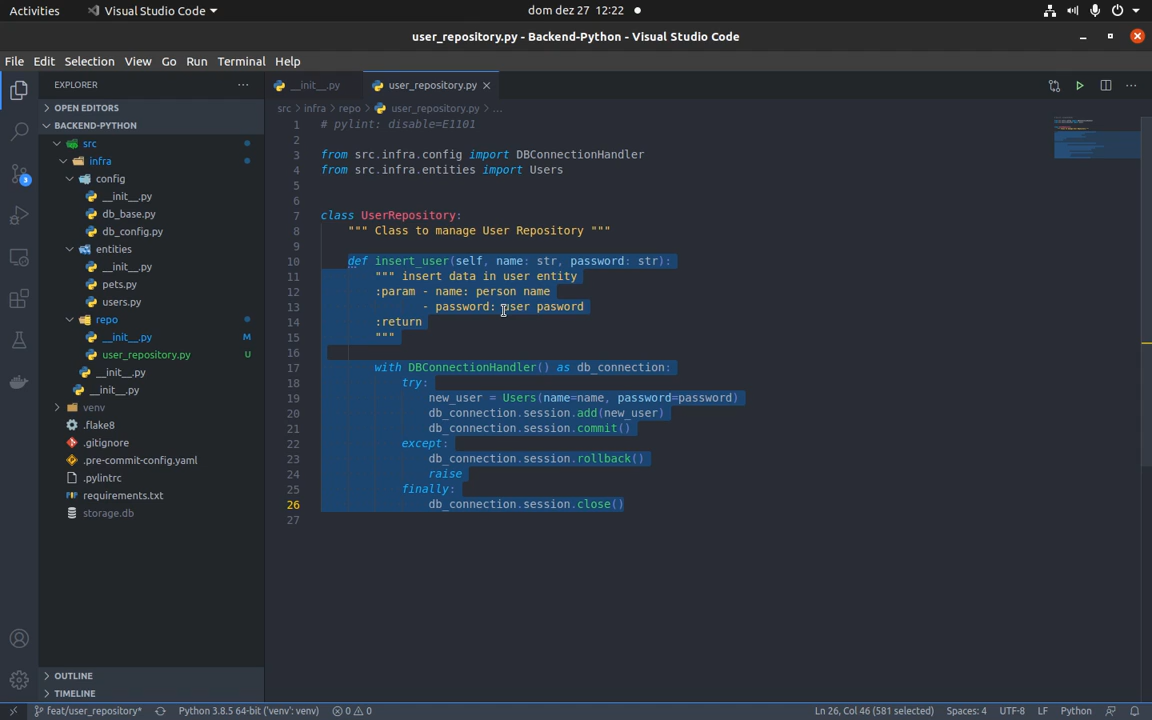 Activities
Visual Studio Code
dom dez 27 12:22
user_repository.py - Backend-Python - Visual Studio Code
File Edit Selection View Go Run Terminal Help
EXPLORER
OPEN EDITORS
BACKEND-PYTHON
src
infra
config
__init__.py
db_base.py
db_config.py
entities
__init__.py
pets.py
users.py
repo
__init__.py M
user_repository.py U
__init__.py
__init__.py
venv
.flake8
.gitignore
.pre-commit-config.yaml
.pylintrc
requirements.txt
storage.db
OUTLINE
TIMELINE
3
__init__.py
user_repository.py
src > infra > repo > user_repository.py > ...
1 # pylint: disable=E1101
2
3 from src.infra.config import DBConnectionHandler
4 from src.infra.entities import Users
5
6
7 class UserRepository:
8 """ Class to manage User Repository """
9
10 def insert_user(self, name: str, password: str):
11 """ insert data in user entity
12 :param - name: person name
13 - password: user pasword
14 :return
15 """
16
17 with DBConnectionHandler() as db_connection:
18 try:
19 new_user = Users(name=name, password=password)
20 db_connection.session.add(new_user)
21 db_connection.session.commit()
22 except:
23 db_connection.session.rollback()
24 raise
25 finally:
26 db_connection.session.close()
27
feat/user_repository* Python 3.8.5 64-bit ('venv': venv) 0 0 Ln 26, Col 46 (581 selected) Spaces: 4 UTF-8 LF Python